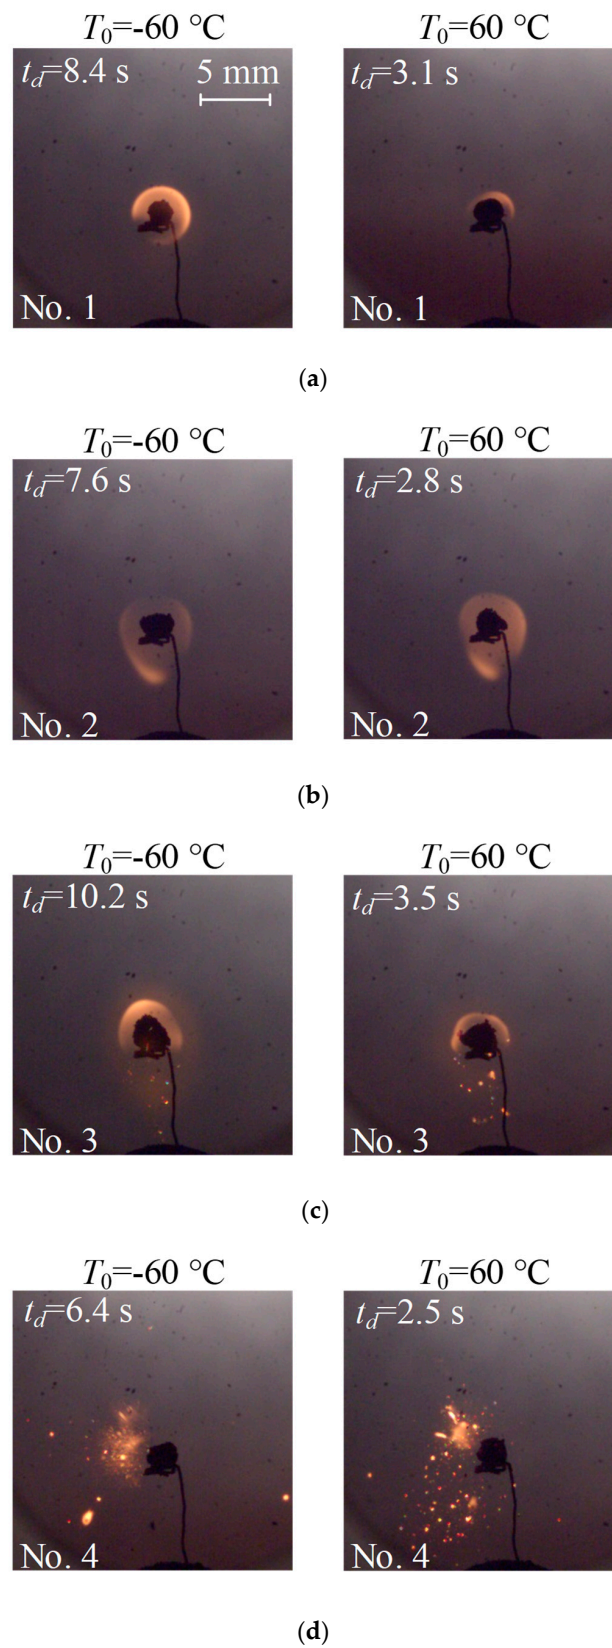 T0=-60 °C T0=60 °C
td=8.4 s 5 mm td=3.1 s
No. 1 No. 1
(a)
T0=-60 °C T0=60 °C
td=7.6 s td=2.8 s
No. 2 No. 2
(b)
T0=-60 °C T0=60 °C
td=10.2 s td=3.5 s
No. 3 No. 3
(c)
T0=-60 °C T0=60 °C
td=6.4 s td=2.5 s
No. 4 No. 4
(d)